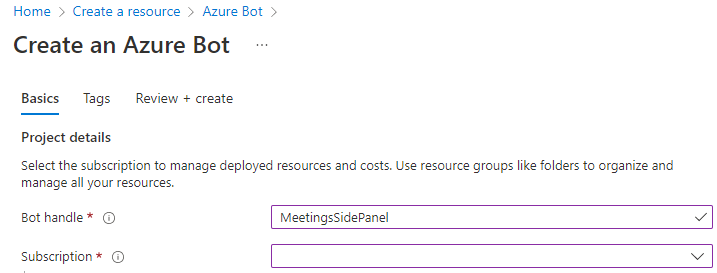 Home > Create a resource > Azure Bot >
Create an Azure Bot ...
Basics Tags Review + create
Project details
Select the subscription to manage deployed resources and costs. Use resource groups like folders to organize and
manage all your resources.
Bot handle * MeetingsSidePanel
Subscription *